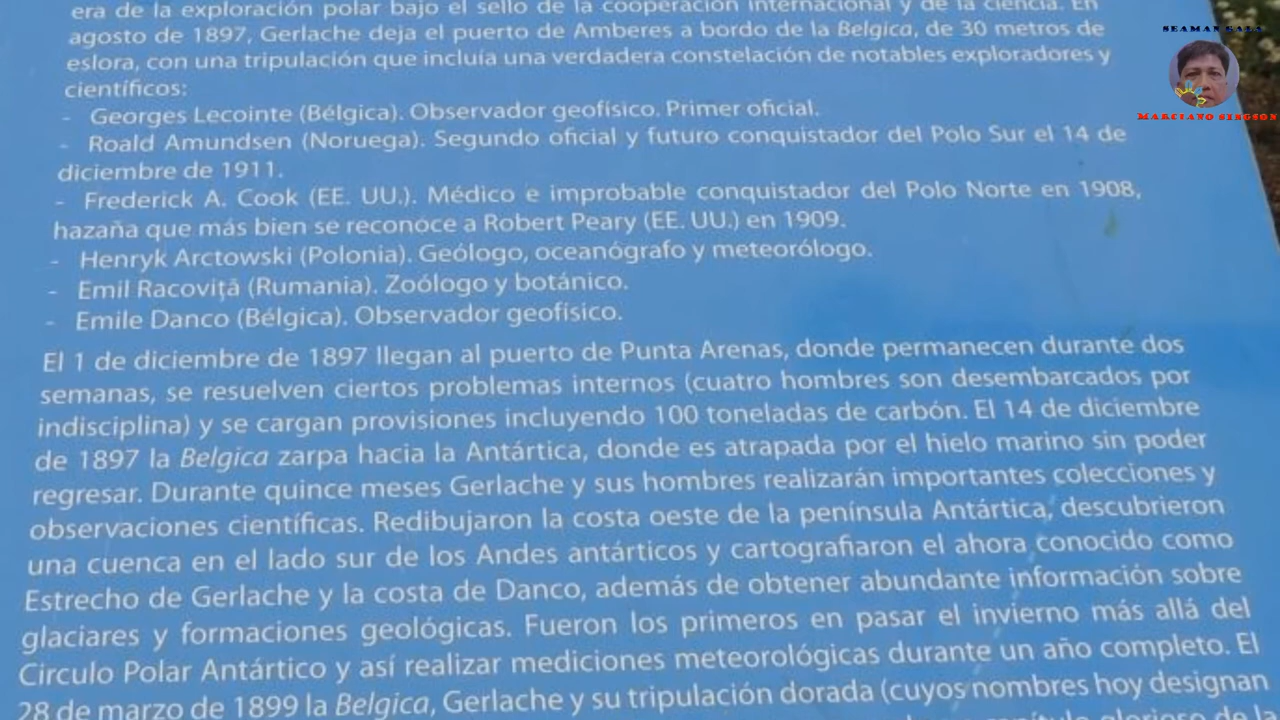 era de la exploración polar bajo el sello de la cooperación internacional y de la ciencia. En
agosto de 1897, Gerlache deja el puerto de Amberes a bordo de la Belgica, de 30 metros de
eslora, con una tripulación que incluía una verdadera constelación de notables exploradores y
científicos:
- Georges Lecointe (Bélgica). Observador geofísico. Primer oficial.
- Roald Amundsen (Noruega). Segundo oficial y futuro conquistador del Polo Sur el 14 de
diciembre de 1911.
- Frederick A. Cook (EE. UU.). Médico e improbable conquistador del Polo Norte en 1908,
hazaña que más bien se reconoce a Robert Peary (EE. UU.) en 1909.
- Henryk Arctowski (Polonia). Geólogo, oceanógrafo y meteorólogo.
- Emil Racoviţă (Rumania). Zoólogo y botánico.
- Emile Danco (Bélgica). Observador geofísico.
El 1 de diciembre de 1897 llegan al puerto de Punta Arenas, donde permanecen durante dos
semanas, se resuelven ciertos problemas internos (cuatro hombres son desembarcados por
indisciplina) y se cargan provisiones incluyendo 100 toneladas de carbón. El 14 de diciembre
de 1897 la Belgica zarpa hacia la Antártica, donde es atrapada por el hielo marino sin poder
regresar. Durante quince meses Gerlache y sus hombres realizarán importantes colecciones y
observaciones científicas. Redibujaron la costa oeste de la península Antártica, descubrieron
una cuenca en el lado sur de los Andes antárticos y cartografiaron el ahora conocido como
Estrecho de Gerlache y la costa de Danco, además de obtener abundante información sobre
glaciares y formaciones geológicas. Fueron los primeros en pasar el invierno más allá del
Circulo Polar Antártico y así realizar mediciones meteorológicas durante un año completo. El
28 de marzo de 1899 la Belgica, Gerlache y su tripulación dorada (cuyos nombres hoy designan
glorioso de la
SEAMAN GALA
MARCIANO SINGSON